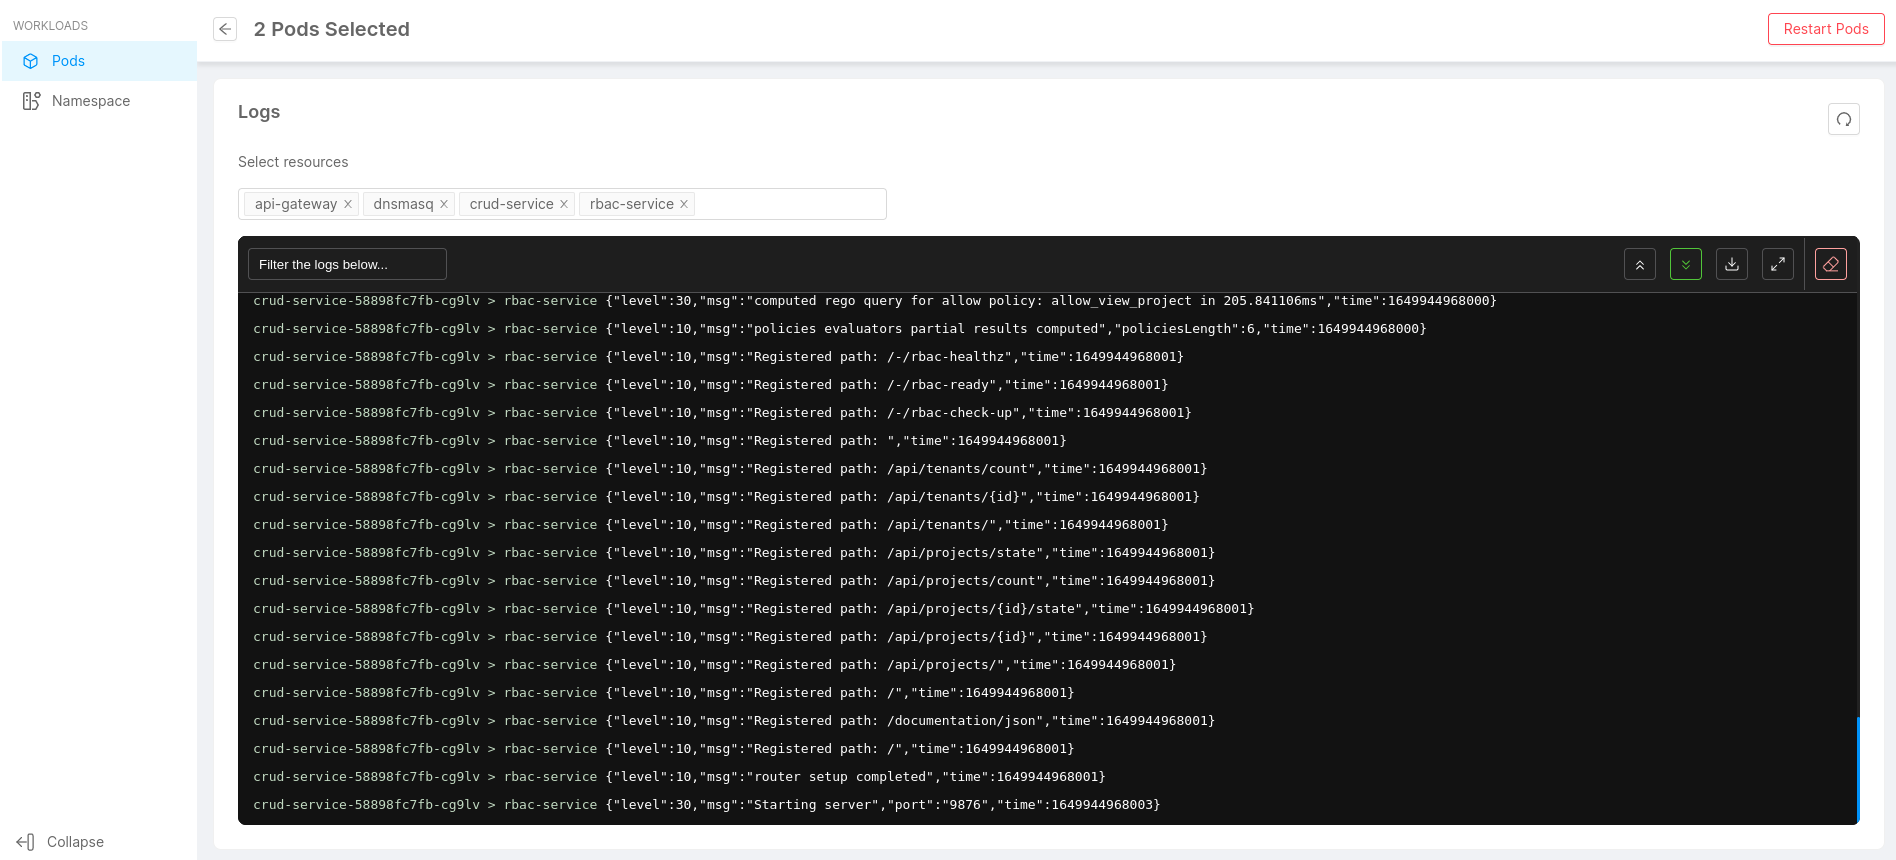 WORKLOADS
Pods
Namespace
Collapse
2 Pods Selected
Restart Pods
Logs
Select resources
api-gateway dnsmasq crud-service rbac-service
Filter the logs below...
crud-service-58898fc7fb-cg9lv > rbac-service {"level":30,"msg":"computed rego query for allow policy: allow_view_project in 205.841106ms","time":1649944968000}
crud-service-58898fc7fb-cg9lv > rbac-service {"level":10,"msg":"policies evaluators partial results computed","policiesLength":6,"time":1649944968000}
crud-service-58898fc7fb-cg9lv > rbac-service {"level":10,"msg":"Registered path: /-/rbac-healthz","time":1649944968001}
crud-service-58898fc7fb-cg9lv > rbac-service {"level":10,"msg":"Registered path: /-/rbac-ready","time":1649944968001}
crud-service-58898fc7fb-cg9lv > rbac-service {"level":10,"msg":"Registered path: /-/rbac-check-up","time":1649944968001}
crud-service-58898fc7fb-cg9lv > rbac-service {"level":10,"msg":"Registered path: ","time":1649944968001}
crud-service-58898fc7fb-cg9lv > rbac-service {"level":10,"msg":"Registered path: /api/tenants/count","time":1649944968001}
crud-service-58898fc7fb-cg9lv > rbac-service {"level":10,"msg":"Registered path: /api/tenants/{id}","time":1649944968001}
crud-service-58898fc7fb-cg9lv > rbac-service {"level":10,"msg":"Registered path: /api/tenants/","time":1649944968001}
crud-service-58898fc7fb-cg9lv > rbac-service {"level":10,"msg":"Registered path: /api/projects/state","time":1649944968001}
crud-service-58898fc7fb-cg9lv > rbac-service {"level":10,"msg":"Registered path: /api/projects/count","time":1649944968001}
crud-service-58898fc7fb-cg9lv > rbac-service {"level":10,"msg":"Registered path: /api/projects/{id}/state","time":1649944968001}
crud-service-58898fc7fb-cg9lv > rbac-service {"level":10,"msg":"Registered path: /api/projects/{id}","time":1649944968001}
crud-service-58898fc7fb-cg9lv > rbac-service {"level":10,"msg":"Registered path: /api/projects/","time":1649944968001}
crud-service-58898fc7fb-cg9lv > rbac-service {"level":10,"msg":"Registered path: /","time":1649944968001}
crud-service-58898fc7fb-cg9lv > rbac-service {"level":10,"msg":"Registered path: /documentation/json","time":1649944968001}
crud-service-58898fc7fb-cg9lv > rbac-service {"level":10,"msg":"Registered path: /","time":1649944968001}
crud-service-58898fc7fb-cg9lv > rbac-service {"level":10,"msg":"router setup completed","time":1649944968001}
crud-service-58898fc7fb-cg9lv > rbac-service {"level":30,"msg":"Starting server","port":"9876","time":1649944968003}